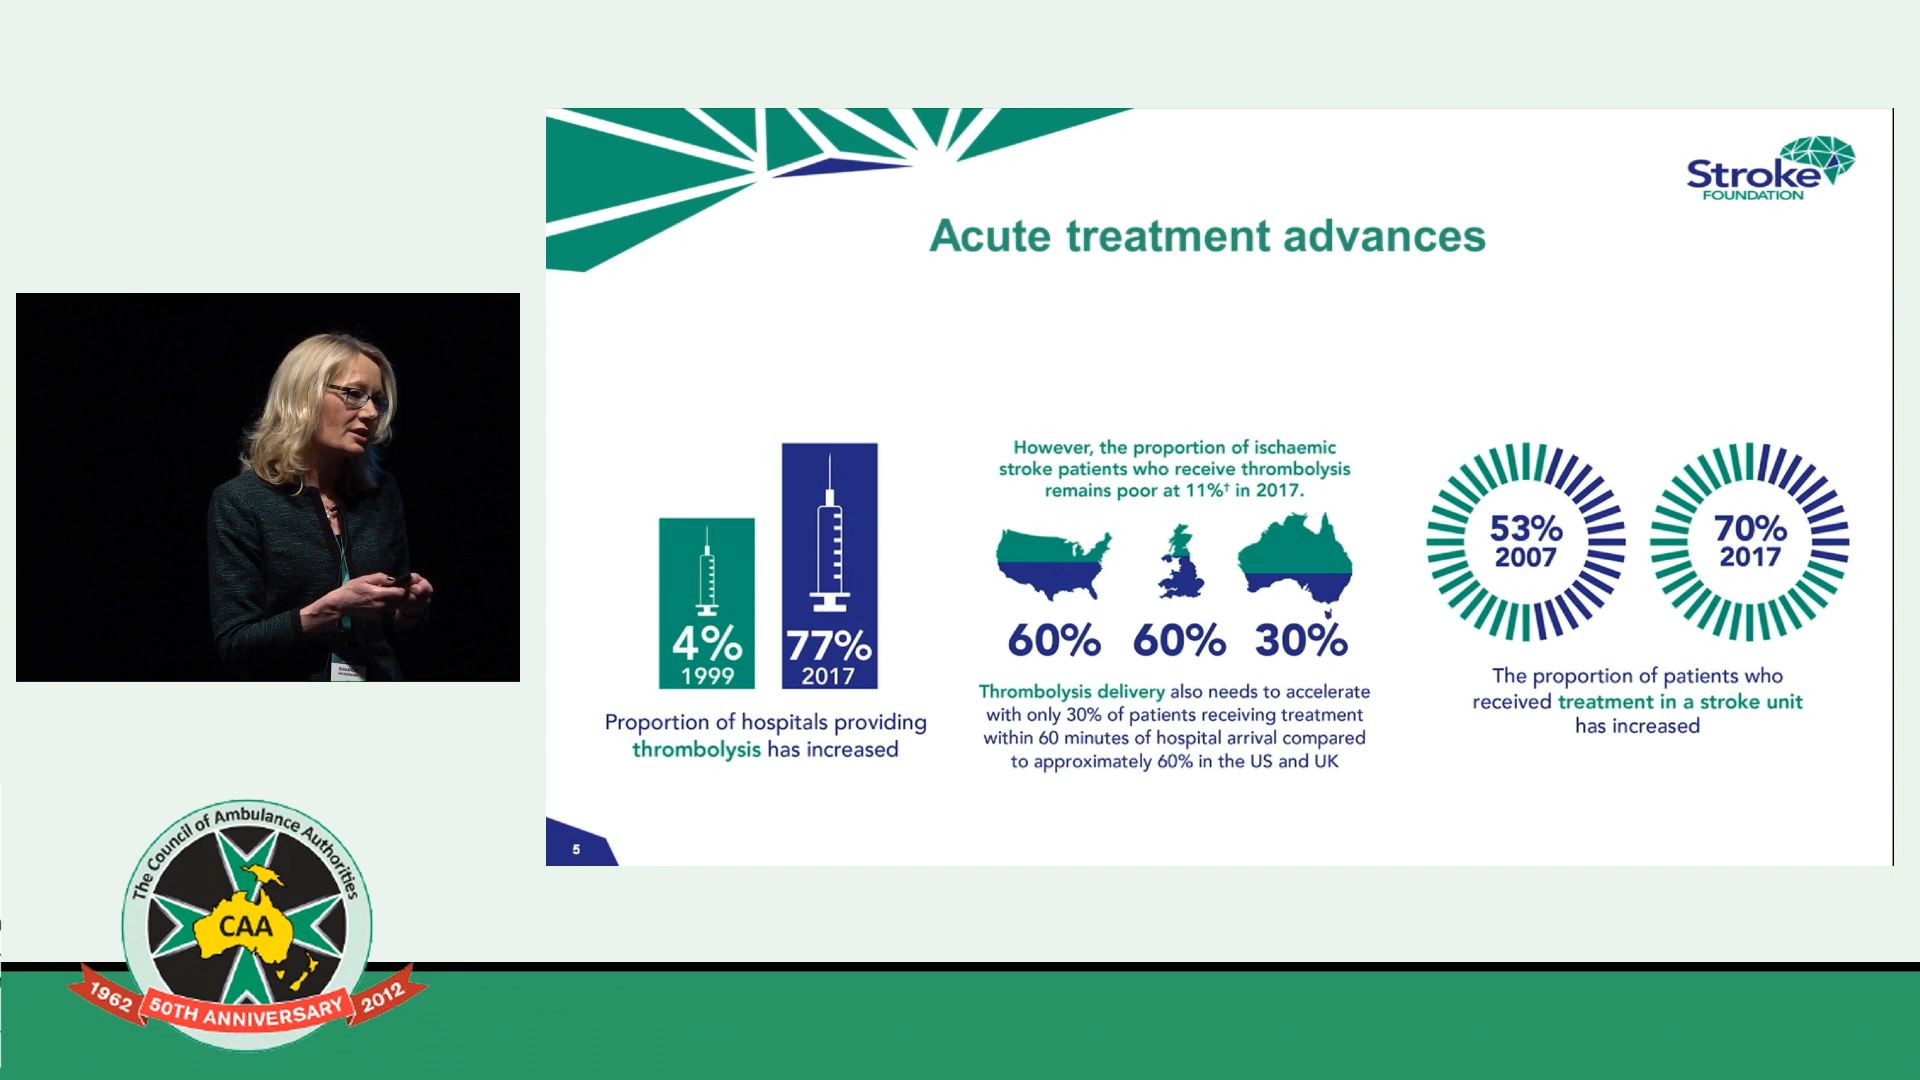 Stroke
FOUNDATION
Acute treatment advances
4%
1999
77%
2017
Proportion of hospitals providing
thrombolysis has increased
However, the proportion of ischaemic
stroke patients who receive thrombolysis
remains poor at 11%† in 2017.
60% 60% 30%
Thrombolysis delivery also needs to accelerate
with only 30% of patients receiving treatment
within 60 minutes of hospital arrival compared
to approximately 60% in the US and UK
53%
2007
70%
2017
The proportion of patients who
received treatment in a stroke unit
has increased
5
The Council of Ambulance Authorities
CAA
1962 50TH ANNIVERSARY 2012